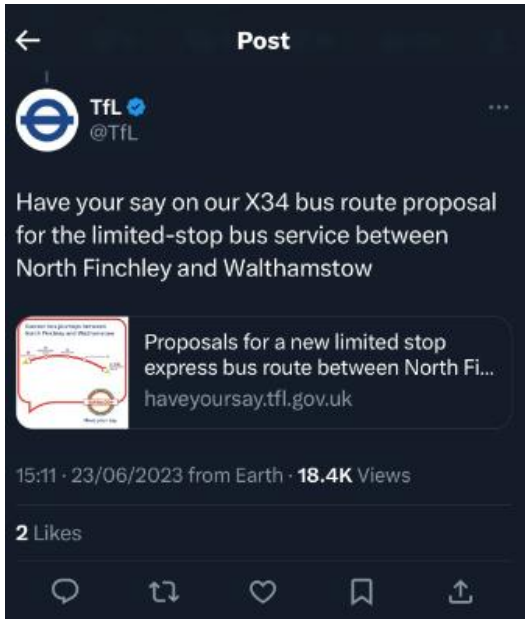 Post
TfL
@TfL
Have your say on our X34 bus route proposal
for the limited-stop bus service between
North Finchley and Walthamstow
Proposals for a new limited stop
express bus route between North Fi...
haveyoursay.tfl.gov.uk
15:11 · 23/06/2023 from Earth · 18.4K Views
2 Likes